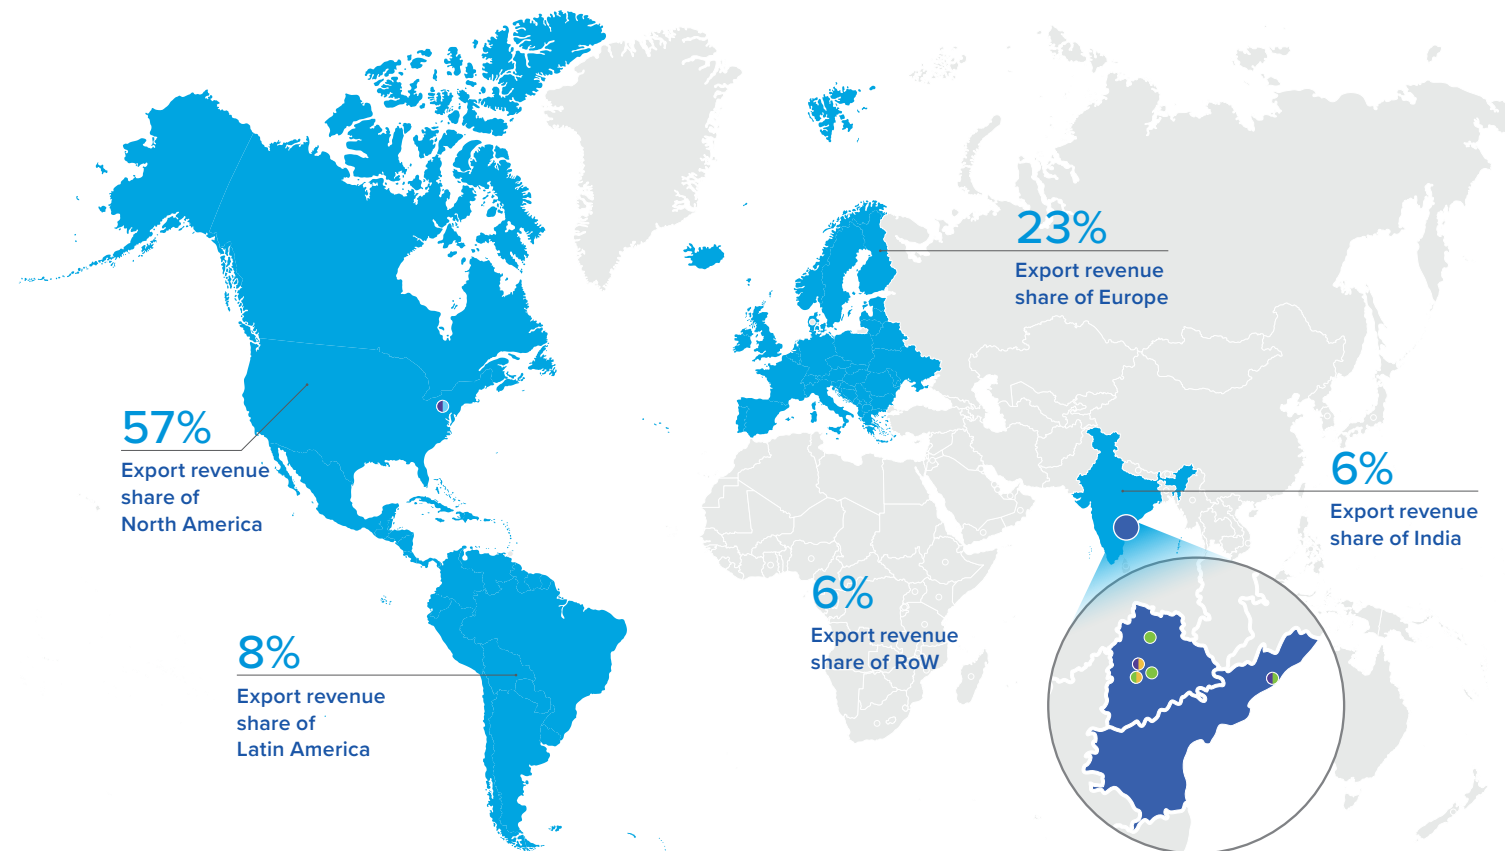 23%
Export revenue
share of Europe
57%
Export revenue
share of
North America
6%
Export revenue
share of India
6%
Export revenue
share of RoW
8%
Export revenue
share of
Latin America